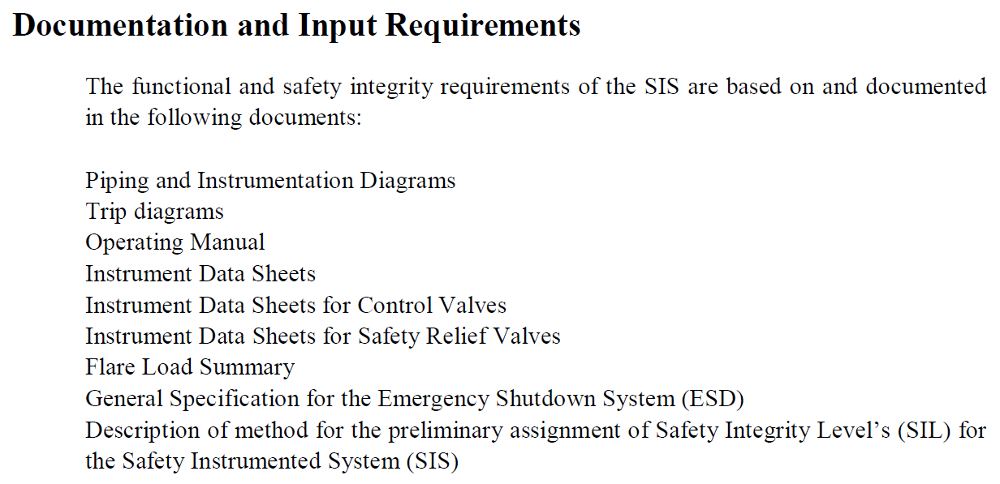 Documentation and Input Requirements
The functional and safety integrity requirements of the SIS are based on and documented
in the following documents:
Piping and Instrumentation Diagrams
Trip diagrams
Operating Manual
Instrument Data Sheets
Instrument Data Sheets for Control Valves
Instrument Data Sheets for Safety Relief Valves
Flare Load Summary
General Specification for the Emergency Shutdown System (ESD)
Description of method for the preliminary assignment of Safety Integrity Level’s (SIL) for
the Safety Instrumented System (SIS)